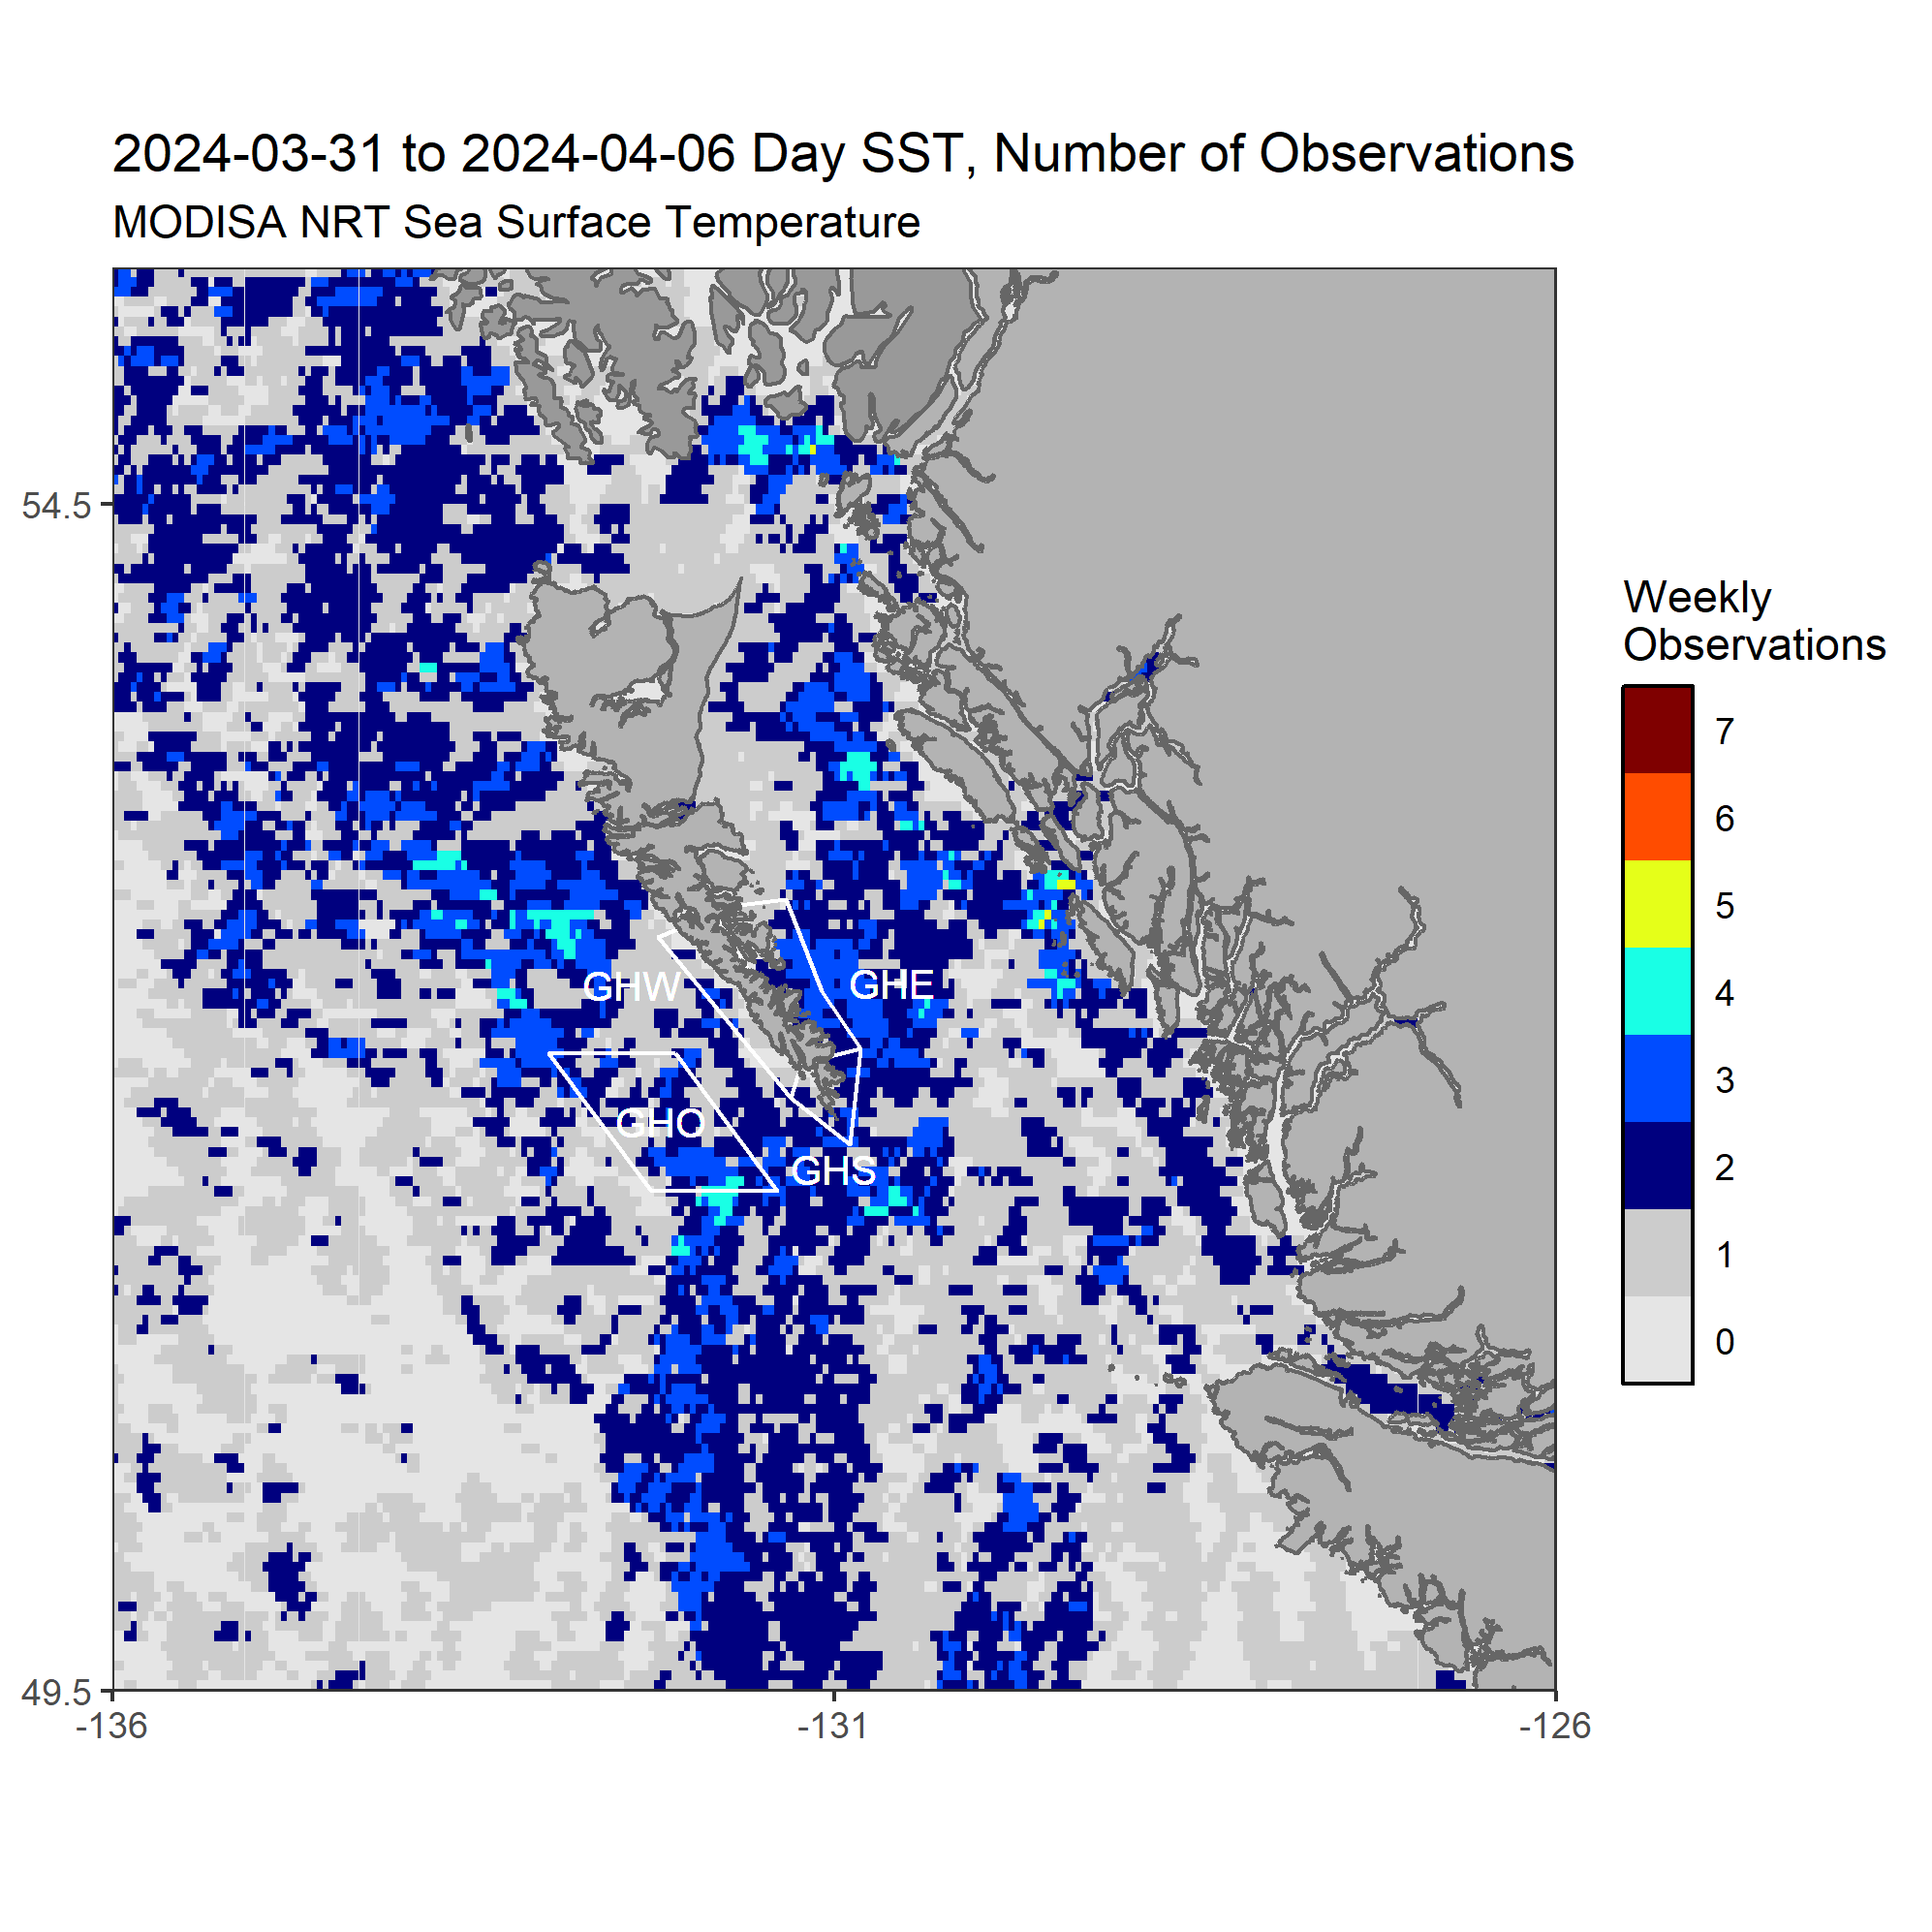 2024-03-31 to 2024-04-06 Day SST, Number of Observations
MODISA NRT Sea Surface Temperature
54.5
49.5
-136
-131
-126
GHW
GHE
GHO
GHS
Weekly
Observations
7
6
5
4
3
2
1
0